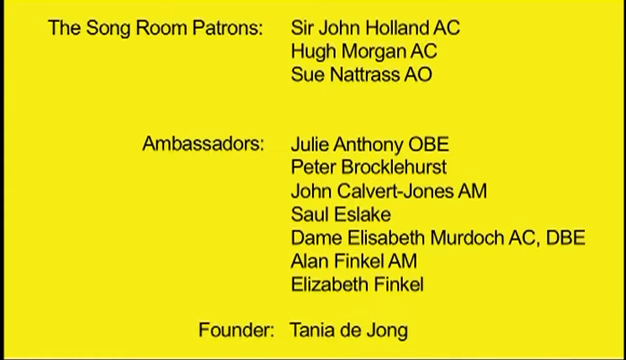 The Song Room Patrons: Sir John Holland AC
Hugh Morgan AC
Sue Nattrass AO
Ambassadors: Julie Anthony OBE
Peter Brocklehurst
John Calvert-Jones AM
Saul Eslake
Dame Elisabeth Murdoch AC, DBE
Alan Finkel AM
Elizabeth Finkel
Founder: Tania de Jong